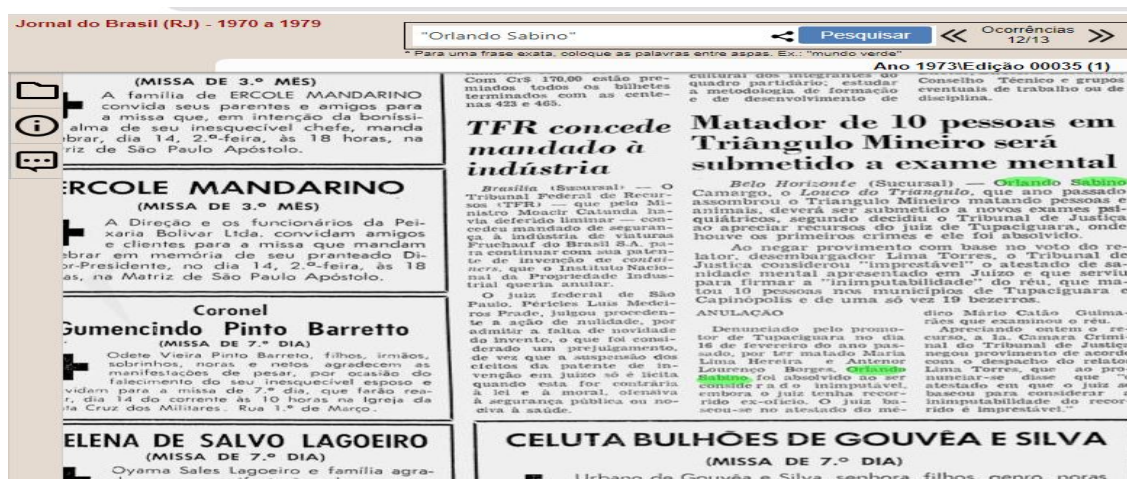 Jornal do Brasil (RJ) - 1970 a 1979
"Orlando Sabino"
Pesquisar
Ocorrências
12/13
* Para uma frase exata, coloque as palavras entre aspas. Ex.: "mundo verde"
Ano 1973\Edição 00035 (1)
(MISSA DE 3.º MÊS)
A família de ERCOLE MANDARINO
convida seus parentes e amigos para
a missa que, em intenção da boníssi-
alma de seu inesquecível chefe, manda
ebrar, dia 14, 2.ª-feira, às 18 horas, na
riz de São Paulo Apóstolo.
ERCOLE MANDARINO
(MISSA DE 3.º MÊS)
A Direção e os funcionários da Pei-
xaria Bolivar Ltda. convidam amigos
e clientes para a missa que mandam
ebrar em memória de seu pranteado Di-
or-Presidente, no dia 14, 2.ª-feira, às 18
as, na Matriz de São Paulo Apóstolo.
Coronel
Gumencindo Pinto Barretto
(MISSA DE 7.º DIA)
Odete Vieira Pinto Barreto, filhos, irmãos,
sobrinhos, noras e netos agradecem as
manifestações de pesar, por ocasião do
falecimento do seu inesquecível esposo e
vidam para a missa de 7.º dia, que farão rea-
r, dia 14 do corrente às 10 horas na Igreja da
ta Cruz dos Militares. Rua 1.º de Março.
ELENA DE SALVO LAGOEIRO
(MISSA DE 7.º DIA)
Oyama Sales Lagoeiro e família agra-
Com Cr$ 170,00 estão pre-
miados todos os bilhetes
terminados com as cente-
nas 423 e 465.
TFR concede
mandado à
indústria
Brasília (Sucursal) — O
Tribunal Federal de Recur-
sos (TFR) — que pelo Mi-
nistro Moacir Catunda ha-
via deferido liminar — con-
cedeu mandado de seguran-
ça à indústria de viaturas
Fruehauf do Brasil S.A. pa-
ra continuar com sua paten-
te de invenção de contai-
ners, que o Instituto Nacio-
nal da Propriedade Indus-
trial queria anular.
O juiz federal de São
Paulo, Péricles Luís Medei-
ros Prade, julgou proceden-
te a ação de nulidade, por
admitir a falta de novidade
do invento, o que foi consi-
derado um prejulgamento,
de vez que a suspensão dos
efeitos da patente de in-
venção em juízo só é lícita
quando esta for contrária
à lei e à moral, ofensiva
à segurança pública ou no-
civa à saúde.
cultural dos integrantes do
quadro partidário; estudar
a metodologia de formação
e de desenvolvimento de
Conselho Técnico e grupos
eventuais de trabalho ou de
disciplina.
Matador de 10 pessoas em
Triângulo Mineiro será
submetido a exame mental
Belo Horizonte (Sucursal) — Orlando Sabino
Camargo, o Louco do Triângulo, que ano passado
assombrou o Triangulo Mineiro matando pessoas e
animais, deverá ser submetido a novos exames psi-
quiátricos, segundo decidiu o Tribunal de Justiça
ao apreciar recursos do juiz de Tupaciguara, onde
houve os primeiros crimes e ele foi absolvido.
Ao negar provimento com base no voto do re-
lator, desembargador Lima Torres, o Tribunal de
Justica considerou "imprestável" o atestado de sa-
nidade mental apresentado em Juízo e que serviu
para firmar a "inimputabilidade" do réu, que ma-
tou 10 pessoas nos municípios de Tupaciguara e
Capinópolis e de uma só vez 19 bezerros.
ANULAÇÃO
Denunciado pelo promo-
tor de Tupaciguara no dia
16 de fevereiro do ano pas-
sado, por ter matado Maria
Lima Hereira e Antenor
Lourenço Borges, Orlando
Sabino foi absolvido ao ser
considerado inimputável,
embora o juiz tenha recor-
rido ex-ofício. O juiz ba-
seou-se no atestado do mé-
dico Mário Catão Guima-
rães que examinou o réu.
Apreciando ontem o re-
curso, a 1a. Camara Crimi-
nal do Tribunal de Justiça
negou provimento de acordo
com o despacho do relator
Lima Torres, que ao pro-
nunciar-se disse que "o
atestado em que o juiz se
baseou para considerar a
inimputabilidade do recor-
rido é imprestável."
CELUTA BULHÕES DE GOUVÊA E SILVA
(MISSA DE 7.º DIA)
Urbano de Gouvêa e Silva, senhora, filhos, genro, noras